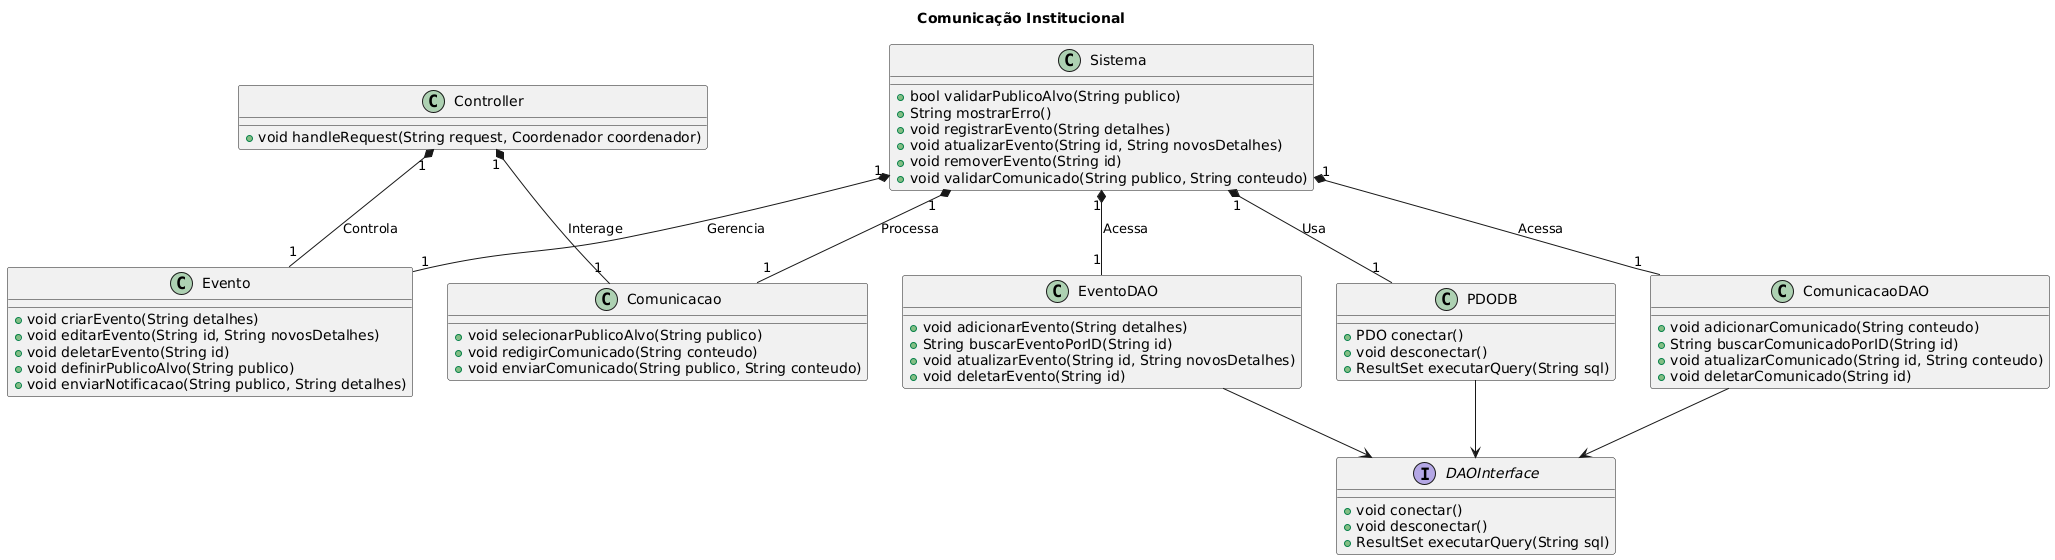 Comunicação Institucional
C Sistema
+ bool validarPublicoAlvo(String publico)
+ String mostrarErro()
+ void registrarEvento(String detalhes)
+ void atualizarEvento(String id, String novosDetalhes)
+ void removerEvento(String id)
+ void validarComunicado(String publico, String conteudo)
C Controller
+ void handleRequest(String request, Coordenador coordenador)
1
1
1
1
1
1
1
Controla
Interage
Gerencia
Processa
Acessa
Usa
Acessa
1
1
1
1
1
1
1
C Evento
+ void criarEvento(String detalhes)
+ void editarEvento(String id, String novosDetalhes)
+ void deletarEvento(String id)
+ void definirPublicoAlvo(String publico)
+ void enviarNotificacao(String publico, String detalhes)
C Comunicacao
+ void selecionarPublicoAlvo(String publico)
+ void redigirComunicado(String conteudo)
+ void enviarComunicado(String publico, String conteudo)
C EventoDAO
+ void adicionarEvento(String detalhes)
+ String buscarEventoPorID(String id)
+ void atualizarEvento(String id, String novosDetalhes)
+ void deletarEvento(String id)
C PDODB
+ PDO conectar()
+ void desconectar()
+ ResultSet executarQuery(String sql)
C ComunicacaoDAO
+ void adicionarComunicado(String conteudo)
+ String buscarComunicadoPorID(String id)
+ void atualizarComunicado(String id, String conteudo)
+ void deletarComunicado(String id)
I DAOInterface
+ void conectar()
+ void desconectar()
+ ResultSet executarQuery(String sql)